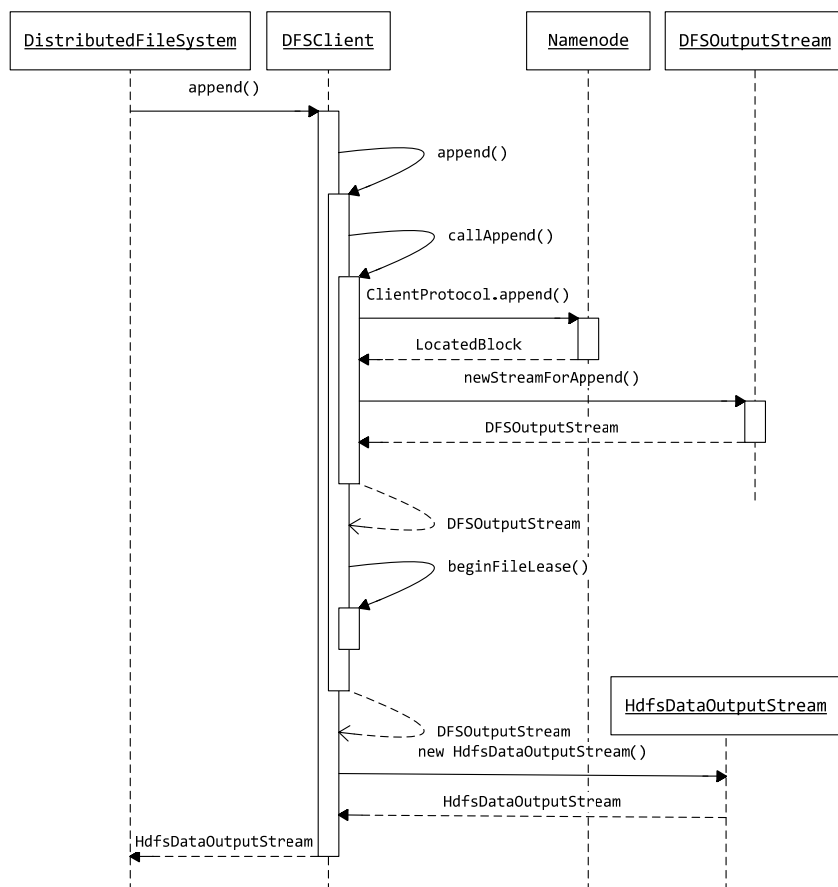 DistributedFileSystem
DFSClient
Namenode
DFSOutputStream
append()
append()
callAppend()
ClientProtocol.append()
LocatedBlock
newStreamForAppend()
DFSOutputStream
DFSOutputStream
beginFileLease()
HdfsDataOutputStream
DFSOutputStream
new HdfsDataOutputStream()
HdfsDataOutputStream
HdfsDataOutputStream